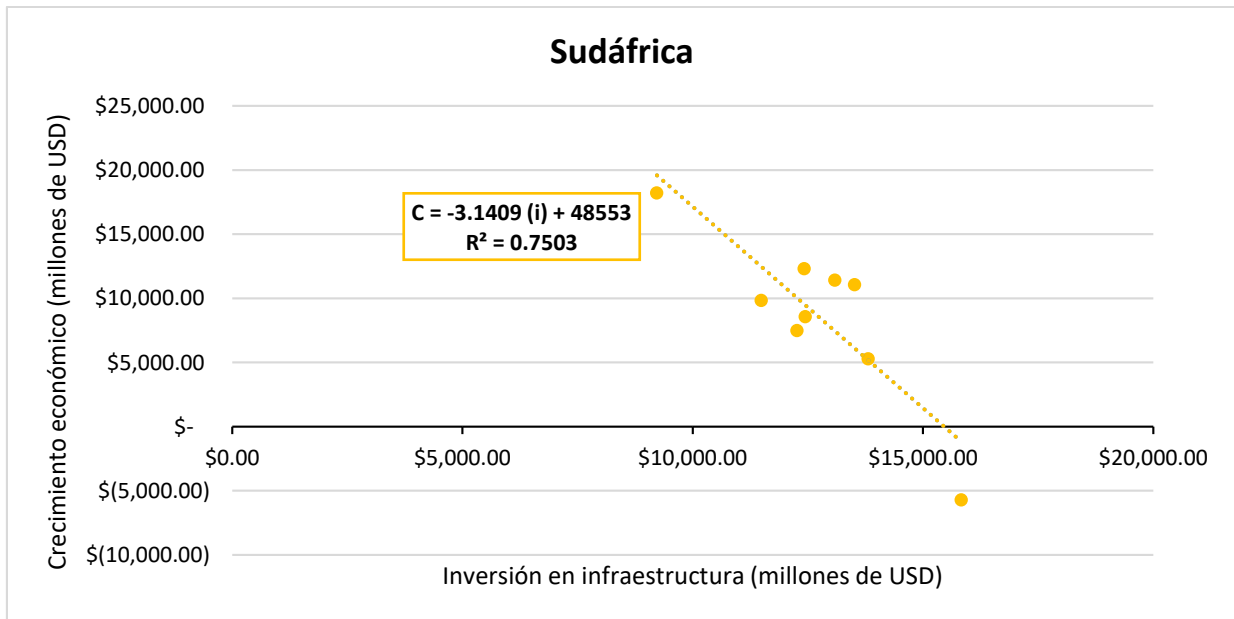 Sudáfrica
Crecimiento económico (millones de USD)
$25,000.00
$20,000.00
$15,000.00
$10,000.00
$5,000.00
$-
$(5,000.00)
$(10,000.00)
C = -3.1409 (i) + 48553
R² = 0.7503
$0.00 $5,000.00 $10,000.00 $15,000.00 $20,000.00
Inversión en infraestructura (millones de USD)